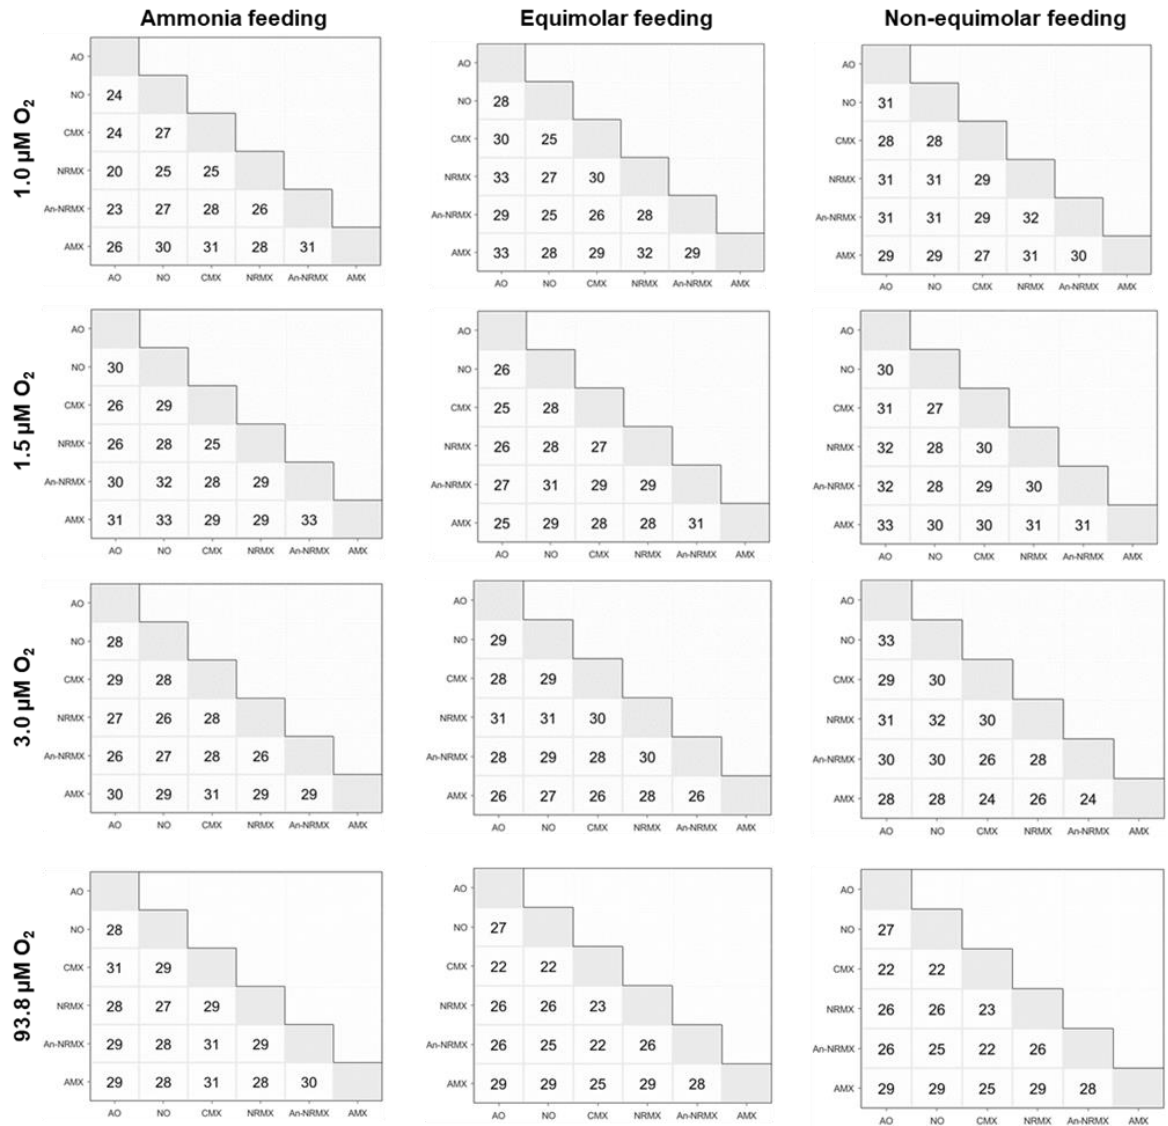 Ammonia feeding Equimolar feeding Non-equimolar feeding
1.0 µM O₂
AO
NO 24
CMX 24 27
NRMX 20 25 25
An-NRMX 23 27 28 26
AMX 26 30 31 28 31
AO NO CMX NRMX An-NRMX AMX
AO
NO 28
CMX 30 25
NRMX 33 27 30
An-NRMX 29 25 26 28
AMX 33 28 29 32 29
AO NO CMX NRMX An-NRMX AMX
AO
NO 31
CMX 28 28
NRMX 31 31 29
An-NRMX 31 31 29 32
AMX 29 29 27 31 30
AO NO CMX NRMX An-NRMX AMX
1.5 µM O₂
AO
NO 30
CMX 26 29
NRMX 26 28 25
An-NRMX 30 32 28 29
AMX 31 33 29 29 33
AO NO CMX NRMX An-NRMX AMX
AO
NO 26
CMX 25 28
NRMX 26 28 27
An-NRMX 27 31 29 29
AMX 25 29 28 28 31
AO NO CMX NRMX An-NRMX AMX
AO
NO 30
CMX 31 27
NRMX 32 28 30
An-NRMX 32 28 29 30
AMX 33 30 30 31 31
AO NO CMX NRMX An-NRMX AMX
3.0 µM O₂
AO
NO 28
CMX 29 28
NRMX 27 26 28
An-NRMX 26 27 28 26
AMX 30 29 31 29 29
AO NO CMX NRMX An-NRMX AMX
AO
NO 29
CMX 28 29
NRMX 31 31 30
An-NRMX 28 29 28 30
AMX 26 27 26 28 26
AO NO CMX NRMX An-NRMX AMX
AO
NO 33
CMX 29 30
NRMX 31 32 30
An-NRMX 30 30 26 28
AMX 28 28 24 26 24
AO NO CMX NRMX An-NRMX AMX
93.8 µM O₂
AO
NO 28
CMX 31 29
NRMX 28 27 29
An-NRMX 29 28 31 29
AMX 29 28 31 28 30
AO NO CMX NRMX An-NRMX AMX
AO
NO 27
CMX 22 22
NRMX 26 26 23
An-NRMX 26 25 22 26
AMX 29 29 25 29 28
AO NO CMX NRMX An-NRMX AMX
AO
NO 27
CMX 22 22
NRMX 26 26 23
An-NRMX 26 25 22 26
AMX 29 29 25 29 28
AO NO CMX NRMX An-NRMX AMX